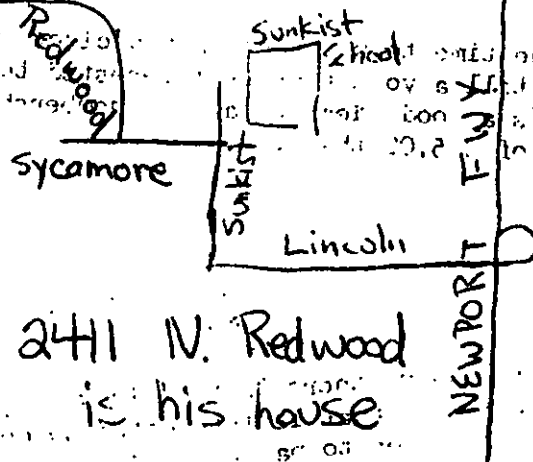 Redwood
Sunkist
School
Sycamore
Sunkist
Lincoln
NEWPORT FWY
2411 N. Redwood
is his house